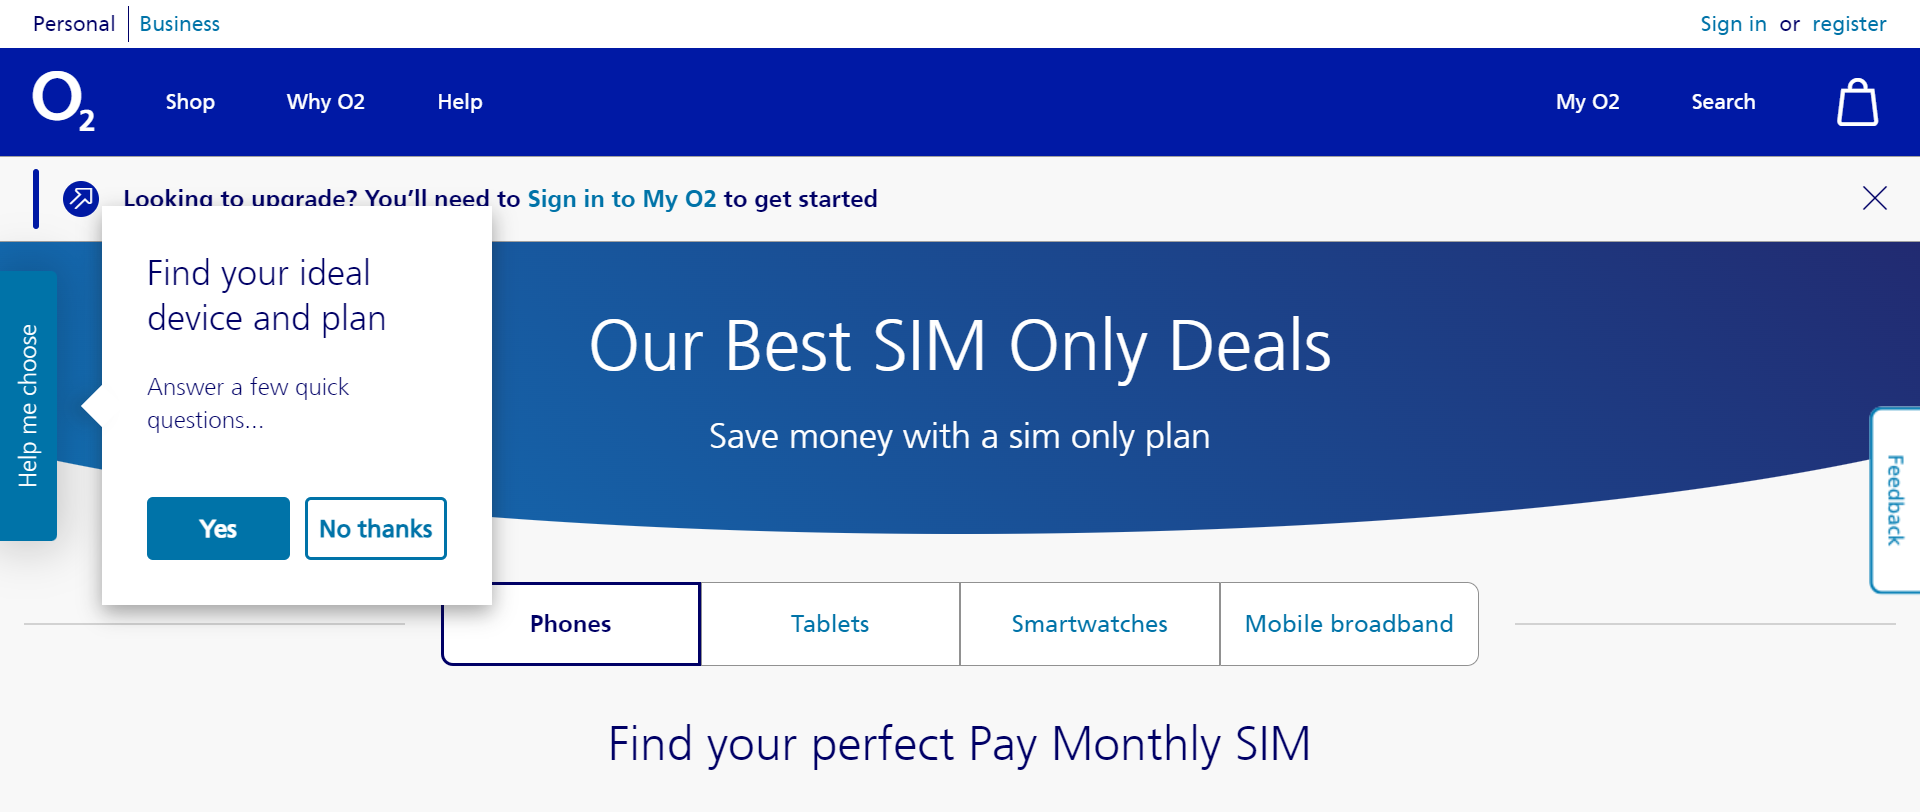 Personal Business
Sign in or register
O2
Shop Why O2 Help
My O2 Search
Looking to upgrade? You’ll need to Sign in to My O2 to get started
Help me choose
Find your ideal
device and plan
Answer a few quick
questions...
Yes No thanks
Our Best SIM Only Deals
Save money with a sim only plan
Feedback
Phones Tablets Smartwatches Mobile broadband
Find your perfect Pay Monthly SIM